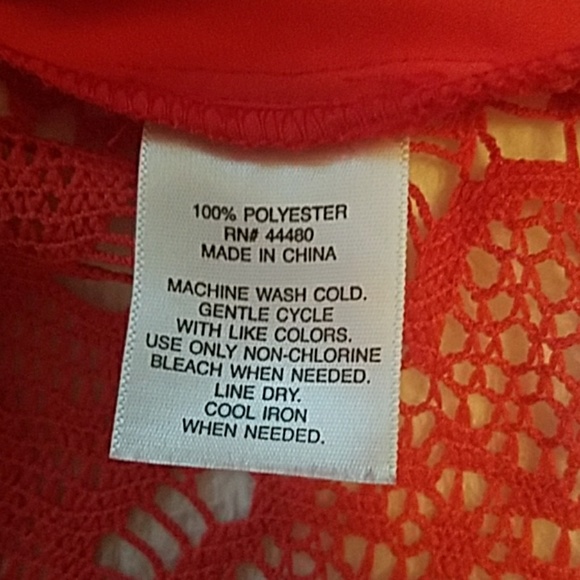 100% POLYESTER
RN# 44480
MADE IN CHINA
MACHINE WASH COLD.
GENTLE CYCLE
WITH LIKE COLORS.
USE ONLY NON-CHLORINE
BLEACH WHEN NEEDED.
LINE DRY.
COOL IRON
WHEN NEEDED.